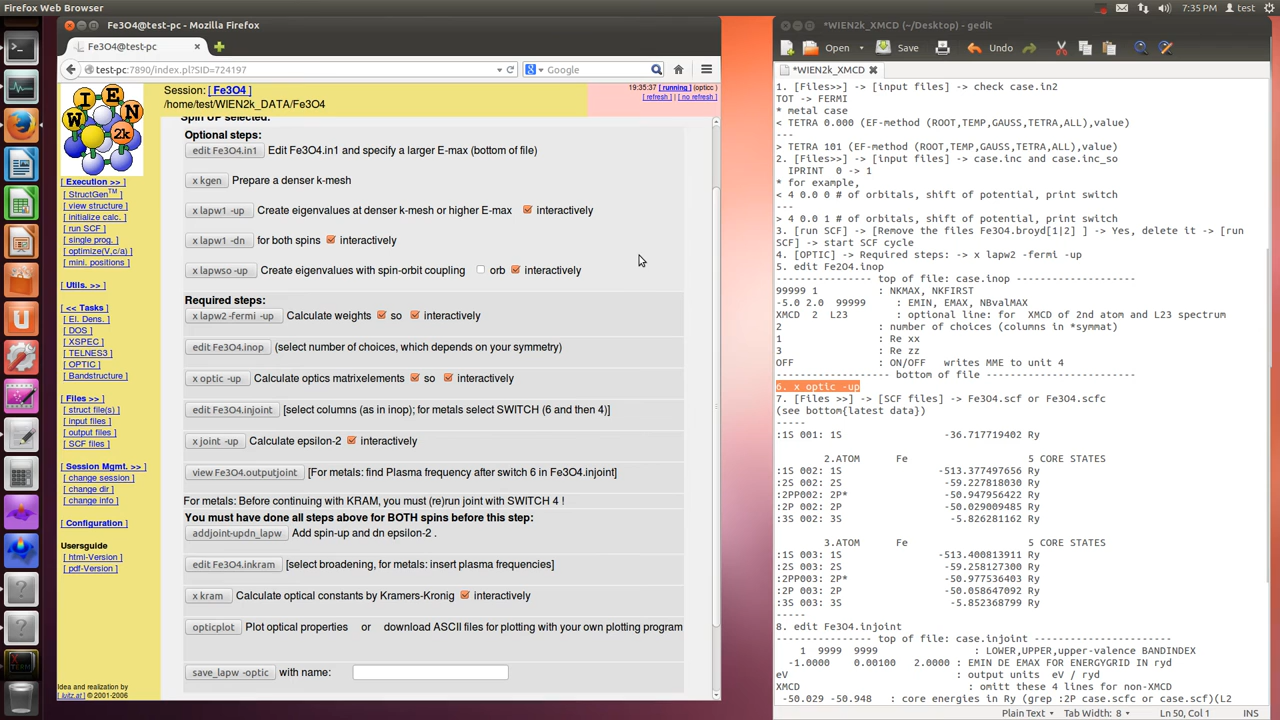 Firefox Web Browser
7:35 PM
test
Fe3O4@test-pc : Mozilla Firefox
Fe3O4@test-pc
test-pc:7890/index.pl?SID=724197
Google
W I E N 2k
Session: [ Fe3O4 ]
/home/test/WIEN2k_DATA/Fe3O4
19:35:37 [ running ] (opticc)
[ refresh ] | [ no refresh ]
[ Execution >> ]
[ StructGen™ ]
[ view structure ]
[ initialize calc. ]
[ run SCF ]
[ single prog. ]
[ optimize(V,c/a) ]
[ mini. positions ]
[ Utils. >> ]
[ << Tasks ]
[ El. Dens. ]
[ DOS ]
[ XSPEC ]
[ TELNES3 ]
[ OPTIC ]
[ Bandstructure ]
[ Files >> ]
[ struct file(s) ]
[ input files ]
[ output files ]
[ SCF files ]
[ Session Mgmt. >> ]
[ change session ]
[ change dir ]
[ change info ]
[ Configuration ]
Usersguide
[ html-Version ]
[ pdf-Version ]
Idea and realization by
[ luitz.at ] © 2001-2006
Spin UP selected.
Optional steps:
edit Fe3O4.in1 Edit Fe3O4.in1 and specify a larger E-max (bottom of file)
x kgen Prepare a denser k-mesh
x lapw1 -up Create eigenvalues at denser k-mesh or higher E-max interactively
x lapw1 -dn for both spins interactively
x lapwso -up Create eigenvalues with spin-orbit coupling orb interactively
Required steps:
x lapw2 -fermi -up Calculate weights so interactively
edit Fe3O4.inop (select number of choices, which depends on your symmetry)
x optic -up Calculate optics matrixelements so interactively
edit Fe3O4.injoint [select columns (as in inop); for metals select SWITCH (6 and then 4)]
x joint -up Calculate epsilon-2 interactively
view Fe3O4.outputjoint [For metals: find Plasma frequency after switch 6 in Fe3O4.injoint]
For metals: Before continuing with KRAM, you must (re)run joint with SWITCH 4 !
You must have done all steps above for BOTH spins before this step:
addjoint-updn_lapw Add spin-up and dn epsilon-2 .
edit Fe3O4.inkram [select broadening, for metals: insert plasma frequencies]
x kram Calculate optical constants by Kramers-Kronig interactively
opticplot Plot optical properties or download ASCII files for plotting with your own plotting program
save_lapw -optic with name:
*WIEN2k_XMCD (~/Desktop) - gedit
Open Save Undo
*WIEN2k_XMCD
1. [Files>>] -> [input files] -> check case.in2
TOT -> FERMI
* metal case
< TETRA 0.000 (EF-method (ROOT,TEMP,GAUSS,TETRA,ALL),value)
---
> TETRA 101 (EF-method (ROOT,TEMP,GAUSS,TETRA,ALL),value)
2. [Files>>] -> [input files] -> case.inc and case.inc_so
IPRINT 0 -> 1
* for example,
< 4 0.0 0 # of orbitals, shift of potential, print switch
---
> 4 0.0 1 # of orbitals, shift of potential, print switch
3. [run SCF] -> [Remove the files Fe3O4.broyd[1|2] ] -> Yes, delete it -> [run
SCF] -> start SCF cycle
4. [OPTIC] -> Required steps: -> x lapw2 -fermi -up
5. edit Fe2O4.inop
---------------- top of file: case.inop --------------------
99999 1 : NKMAX, NKFIRST
-5.0 2.0 99999 : EMIN, EMAX, NBvalMAX
XMCD 2 L23 : optional line: for XMCD of 2nd atom and L23 spectrum
2 : number of choices (columns in *symmat)
1 : Re xx
3 : Re zz
OFF : ON/OFF writes MME to unit 4
------------------- bottom of file ------------------------
6. x optic -up
7. [Files >>] -> [SCF files] -> Fe3O4.scf or Fe3O4.scfc
(see bottom{latest data})
-----
:1S 001: 1S -36.717719402 Ry
2.ATOM Fe 5 CORE STATES
:1S 002: 1S -513.377497656 Ry
:2S 002: 2S -59.227818030 Ry
:2PP002: 2P* -50.947956422 Ry
:2P 002: 2P -50.029009485 Ry
:3S 002: 3S -5.826281162 Ry
3.ATOM Fe 5 CORE STATES
:1S 003: 1S -513.400813911 Ry
:2S 003: 2S -59.258127300 Ry
:2PP003: 2P* -50.977536403 Ry
:2P 003: 2P -50.058647092 Ry
:3S 003: 3S -5.852368799 Ry
-----
8. edit Fe3O4.injoint
---------------- top of file: case.injoint -------------------
1 9999 9999 : LOWER,UPPER,upper-valence BANDINDEX
-1.0000 0.00100 2.0000 : EMIN DE EMAX FOR ENERGYGRID IN ryd
eV : output units eV / ryd
XMCD : omitt these 4 lines for non-XMCD
-50.029 -50.948 : core energies in Ry (grep :2P case.scfc or case.scf)(L2
Plain Text Tab Width: 8 Ln 50, Col 1 INS